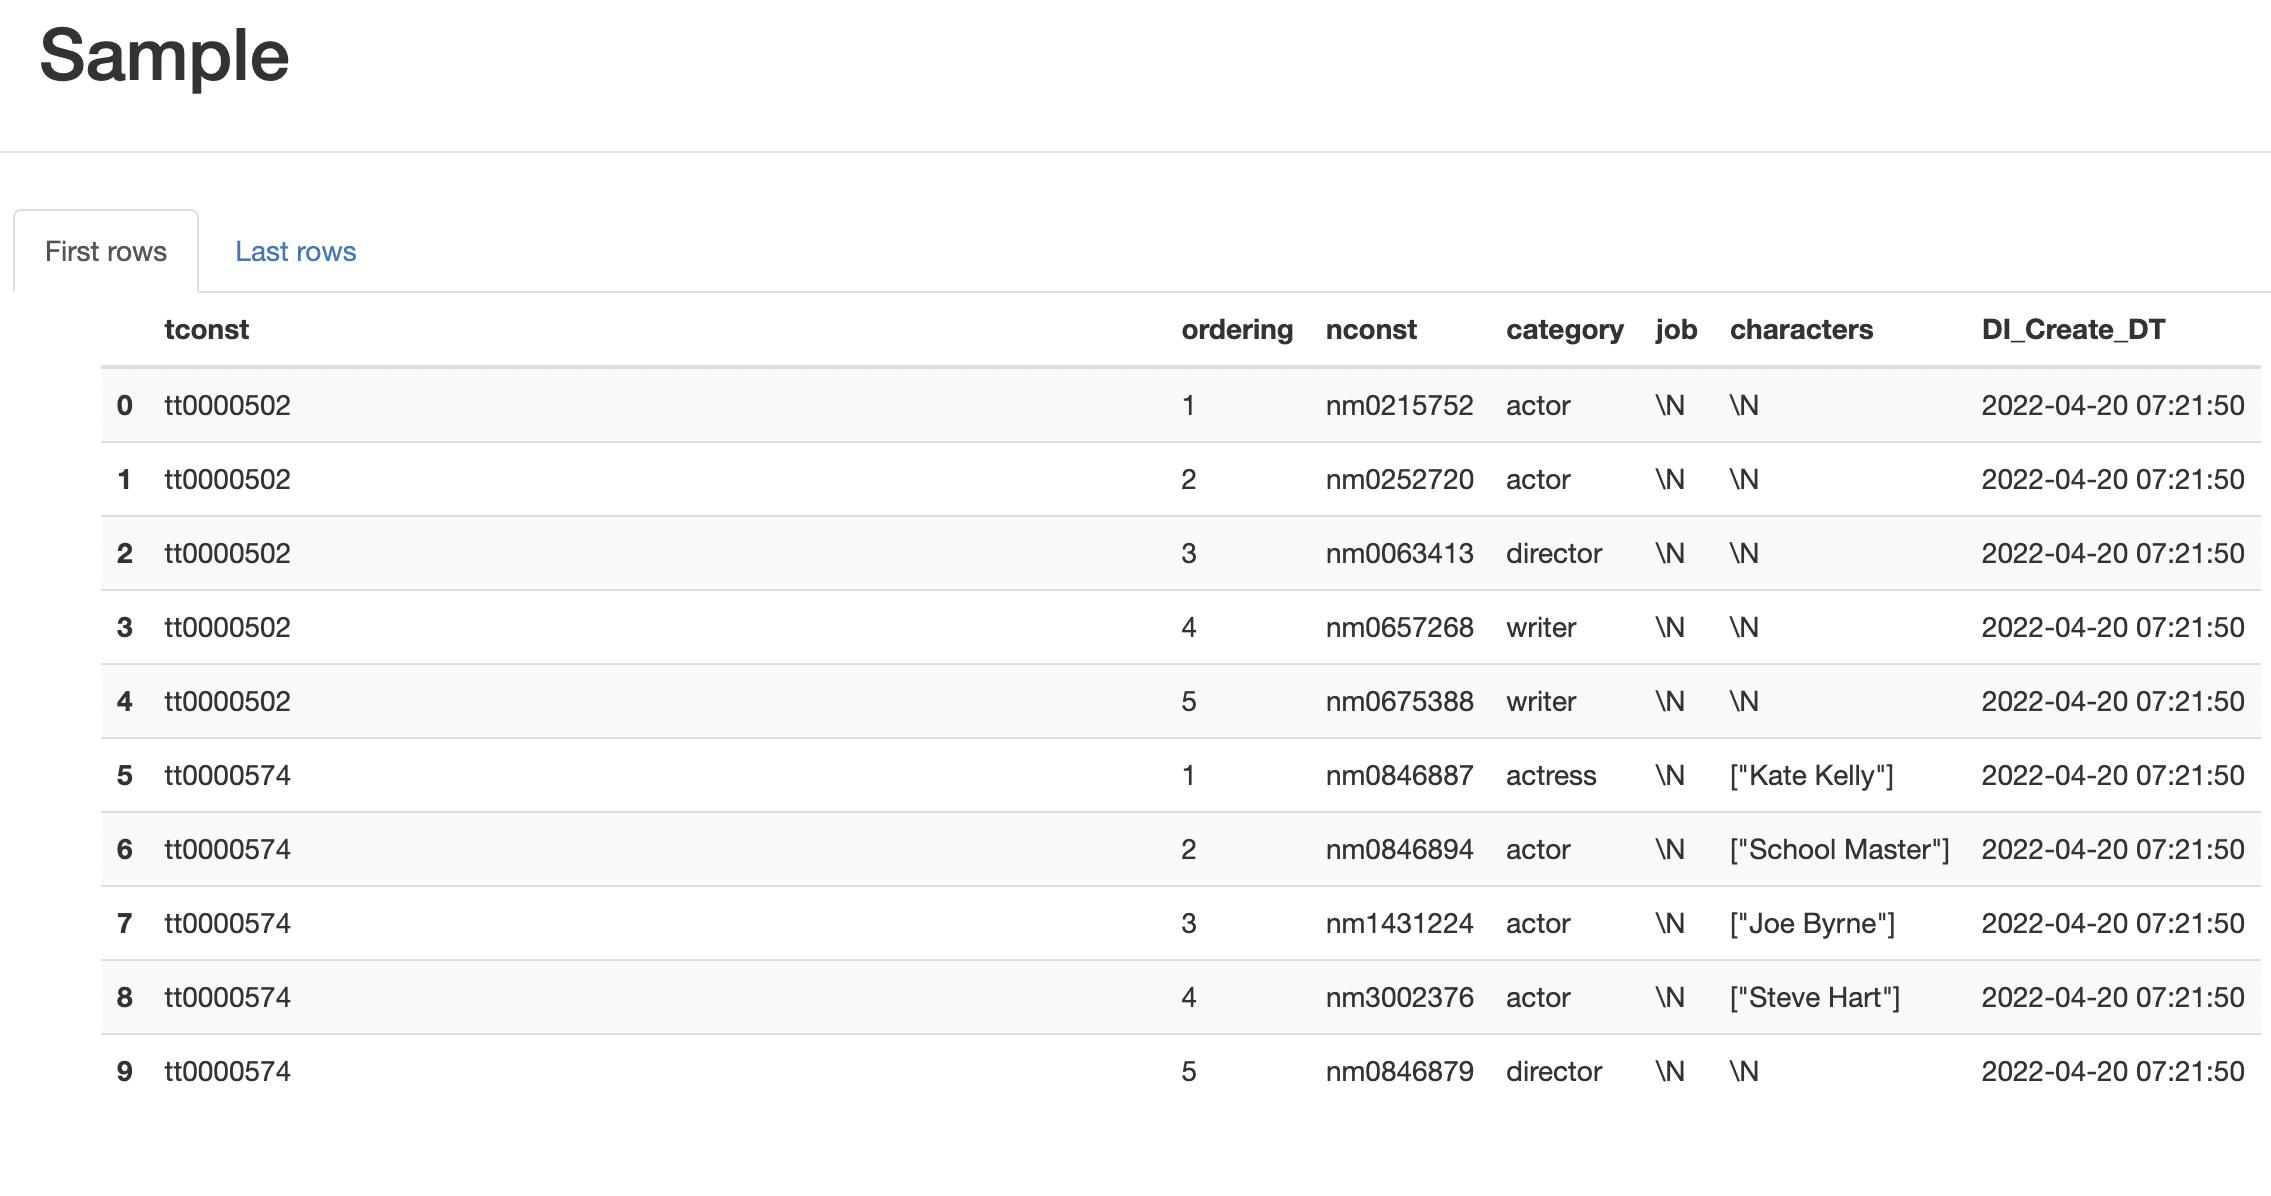 Sample
First rows Last rows
tconst ordering nconst category job characters DI_Create_DT
0 tt0000502 1 nm0215752 actor \N \N 2022-04-20 07:21:50
1 tt0000502 2 nm0252720 actor \N \N 2022-04-20 07:21:50
2 tt0000502 3 nm0063413 director \N \N 2022-04-20 07:21:50
3 tt0000502 4 nm0657268 writer \N \N 2022-04-20 07:21:50
4 tt0000502 5 nm0675388 writer \N \N 2022-04-20 07:21:50
5 tt0000574 1 nm0846887 actress \N ["Kate Kelly"] 2022-04-20 07:21:50
6 tt0000574 2 nm0846894 actor \N ["School Master"] 2022-04-20 07:21:50
7 tt0000574 3 nm1431224 actor \N ["Joe Byrne"] 2022-04-20 07:21:50
8 tt0000574 4 nm3002376 actor \N ["Steve Hart"] 2022-04-20 07:21:50
9 tt0000574 5 nm0846879 director \N \N 2022-04-20 07:21:50